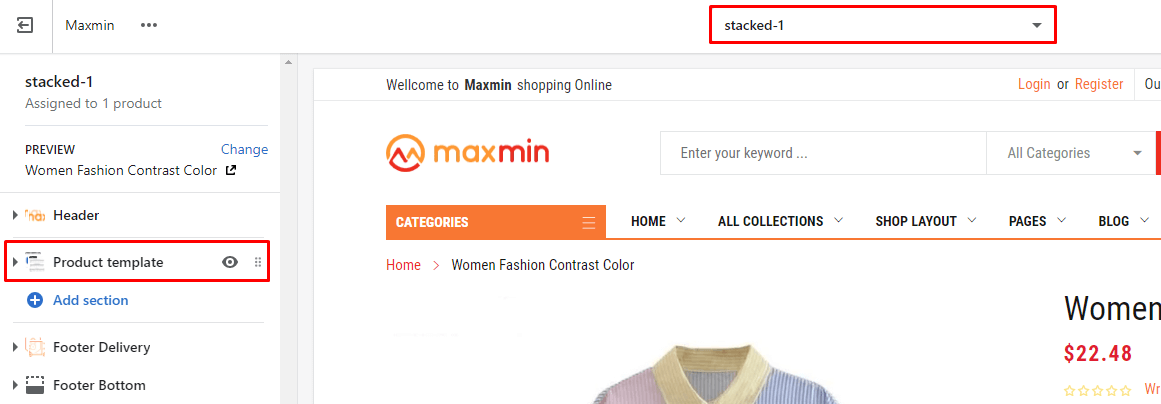 Maxmin
stacked-1
stacked-1
Assigned to 1 product
PREVIEW
Change
Women Fashion Contrast Color
Header
Product template
Add section
Footer Delivery
Footer Bottom
Wellcome to Maxmin shopping Online
Login or Register
Ou
maxmin
Enter your keyword ...
All Categories
CATEGORIES
HOME
ALL COLLECTIONS
SHOP LAYOUT
PAGES
BLOG
Home > Women Fashion Contrast Color
Women
$22.48
Wr